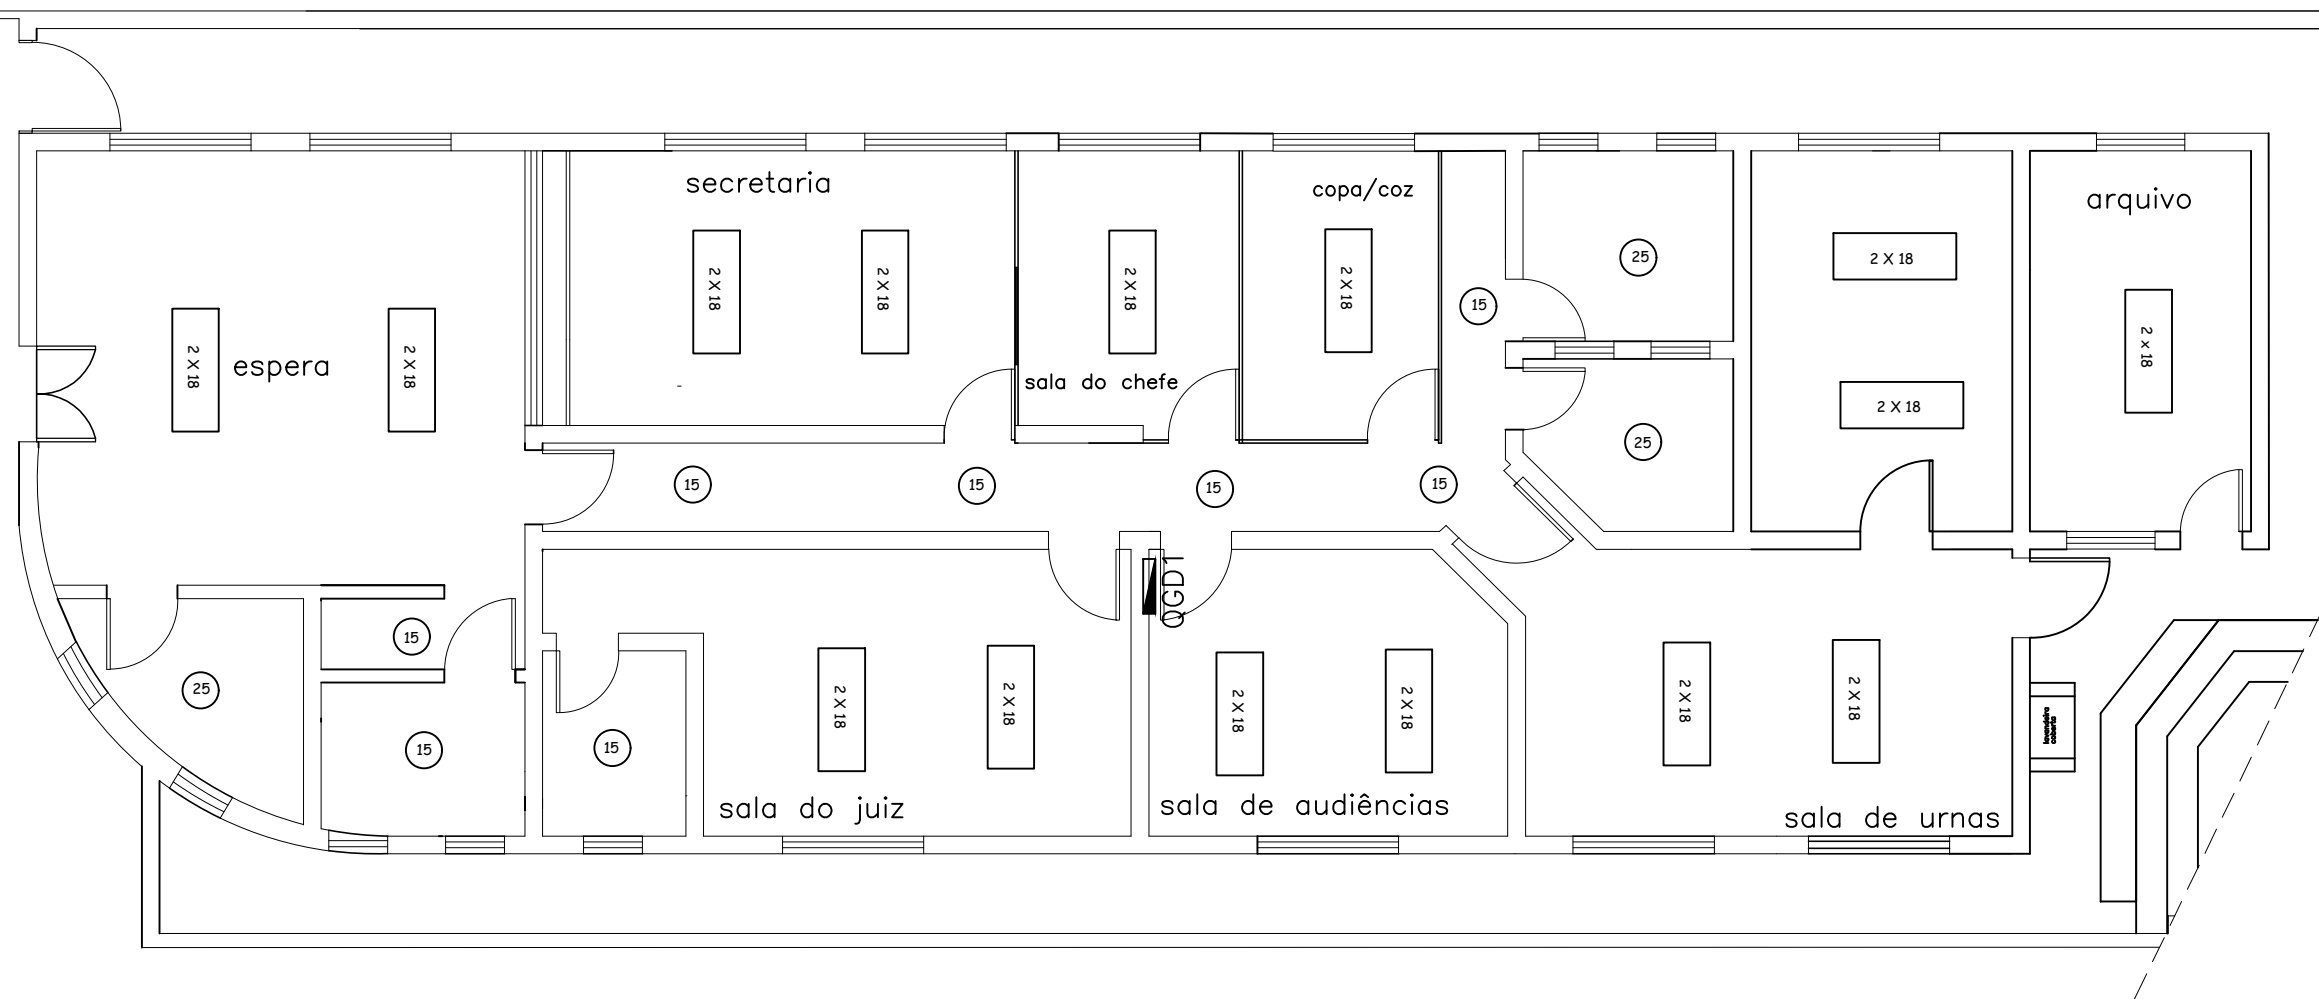 secretaria
copa/coz
arquivo
2 X 18
2 X 18
2 X 18
2 X 18
25
2 X 18
15
2 x 18
2 X 18
espera
2 X 18
sala do chefe
2 X 18
25
15
15
15
15
QGD1
15
25
15
15
2 X 18
2 X 18
2 X 18
2 X 18
2 X 18
2 X 18
lavanderia
coberta
sala do juiz
sala de audiências
sala de urnas